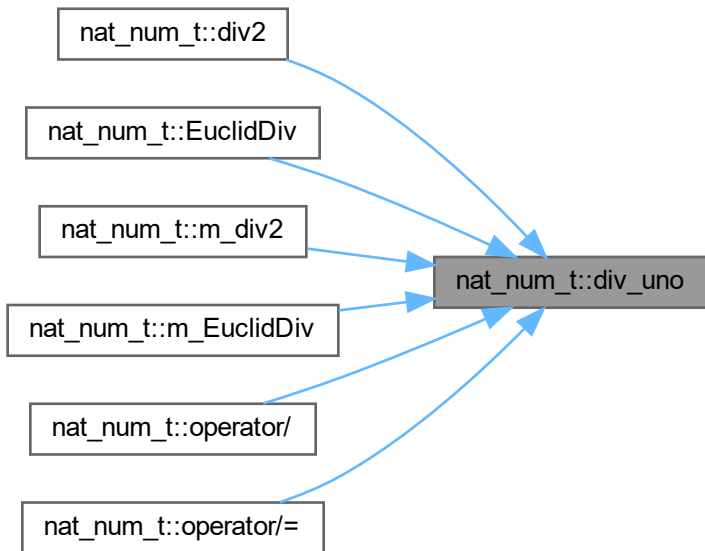 nat_num_t::div2
nat_num_t::EuclidDiv
nat_num_t::m_div2
nat_num_t::div_uno
nat_num_t::m_EuclidDiv
nat_num_t::operator/
nat_num_t::operator/=